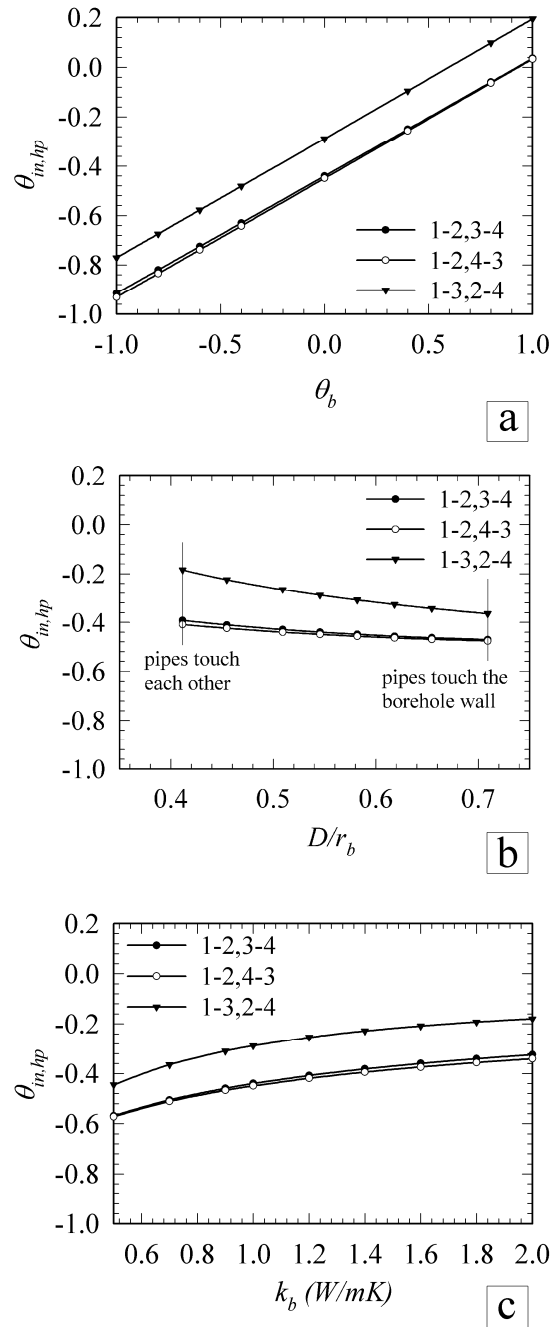 0.2
0.0
-0.2
-0.4
-0.6
-0.8
-1.0
θin,hp
1-2,3-4
1-2,4-3
1-3,2-4
-1.0 -0.5 0.0 0.5 1.0
θb
a
0.2
0.0
-0.2
-0.4
-0.6
-0.8
-1.0
θin,hp
1-2,3-4
1-2,4-3
1-3,2-4
pipes touch
each other
pipes touch the
borehole wall
0.4 0.5 0.6 0.7
D/rb
b
0.2
0.0
-0.2
-0.4
-0.6
-0.8
-1.0
θin,hp
1-2,3-4
1-2,4-3
1-3,2-4
0.6 0.8 1.0 1.2 1.4 1.6 1.8 2.0
kb (W/mK)
c